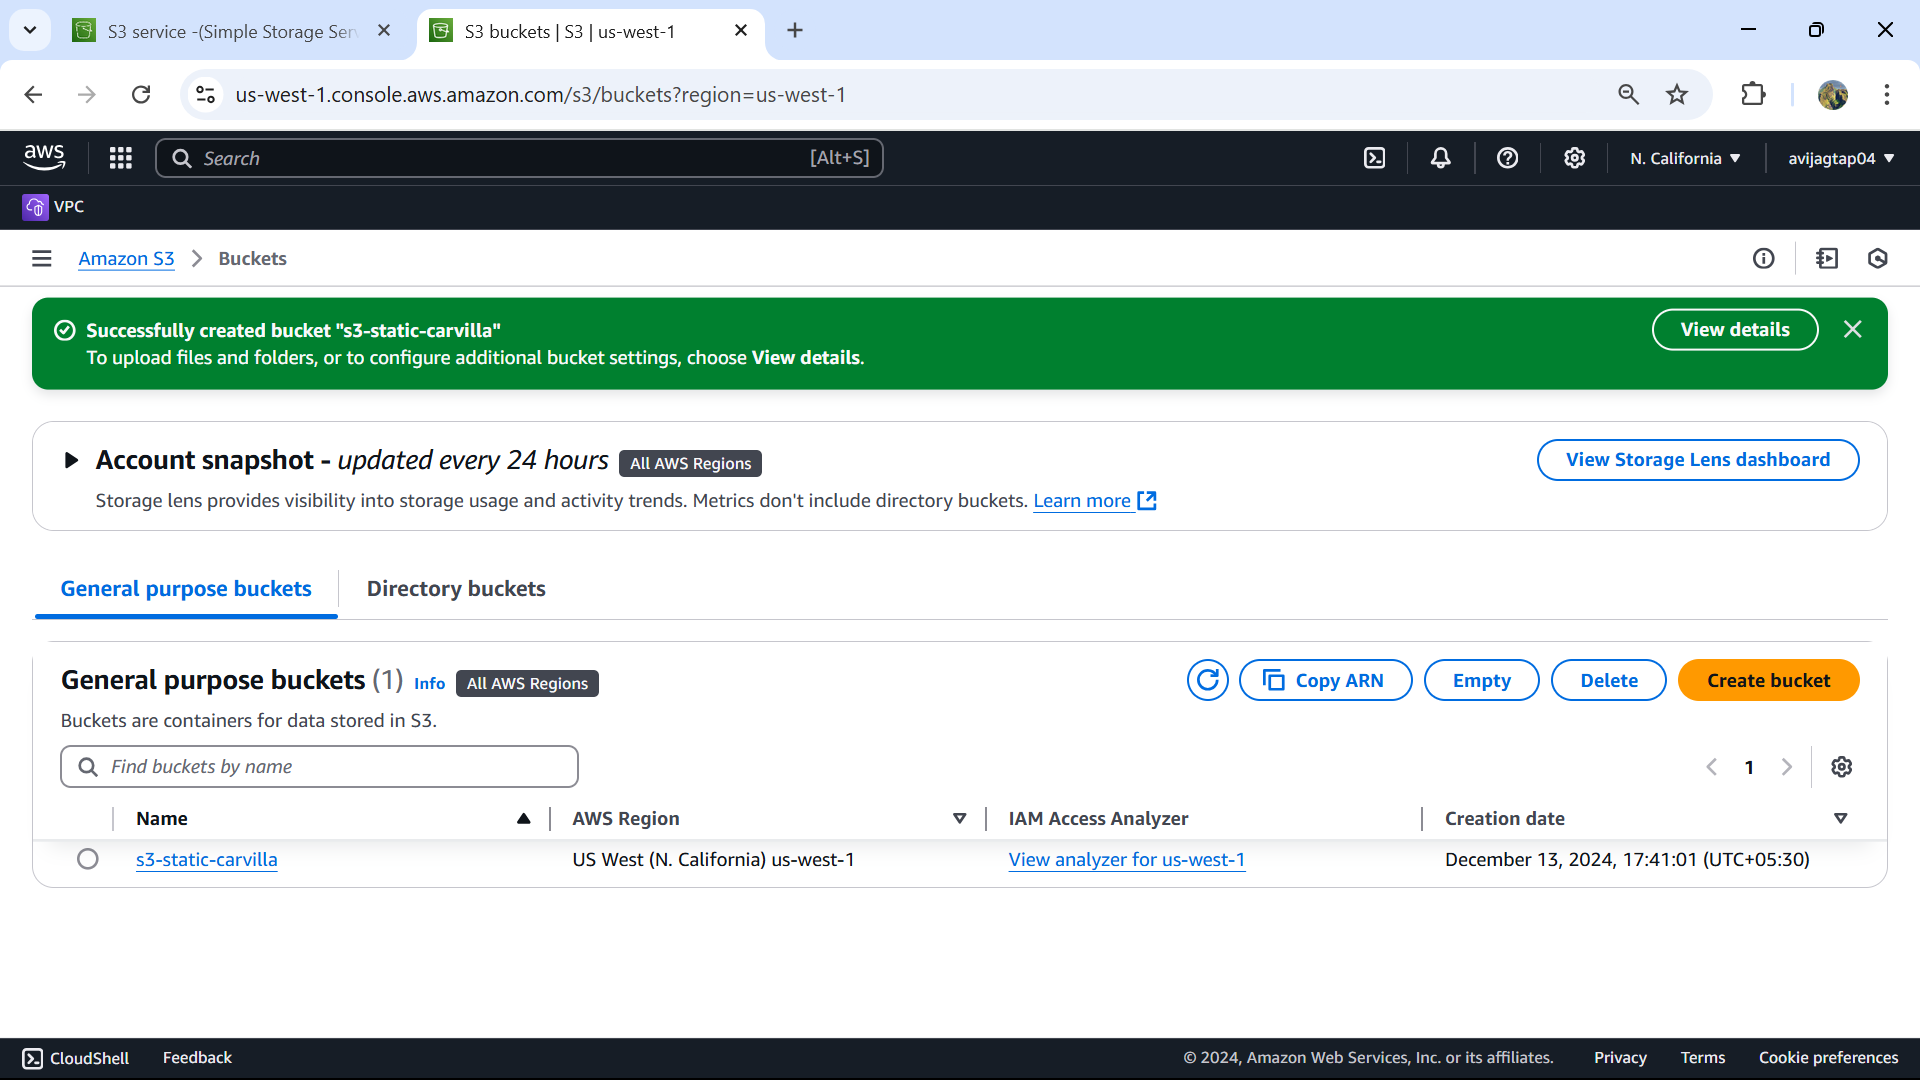 S3 service -(Simple Storage Ser
S3 buckets | S3 | us-west-1
us-west-1.console.aws.amazon.com/s3/buckets?region=us-west-1
aws
Search
[Alt+S]
N. California
avijagtap04
VPC
Amazon S3
Buckets
Successfully created bucket "s3-static-carvilla"
To upload files and folders, or to configure additional bucket settings, choose View details.
View details
Account snapshot - updated every 24 hours
All AWS Regions
View Storage Lens dashboard
Storage lens provides visibility into storage usage and activity trends. Metrics don't include directory buckets. Learn more
General purpose buckets
Directory buckets
General purpose buckets (1)
Info
All AWS Regions
Copy ARN
Empty
Delete
Create bucket
Buckets are containers for data stored in S3.
Find buckets by name
1
Name
AWS Region
IAM Access Analyzer
Creation date
s3-static-carvilla
US West (N. California) us-west-1
View analyzer for us-west-1
December 13, 2024, 17:41:01 (UTC+05:30)
CloudShell
Feedback
© 2024, Amazon Web Services, Inc. or its affiliates.
Privacy
Terms
Cookie preferences